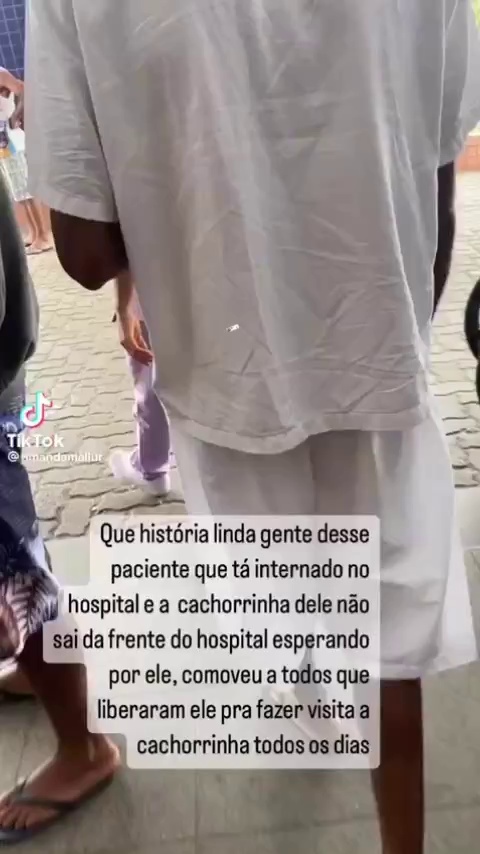 TikTok
Que história linda gente desse
paciente que tá internado no
hospital e a cachorrinha dele não
sai da frente do hospital esperando
por ele, comoveu a todos que
liberaram ele pra fazer visita a
cachorrinha todos os dias